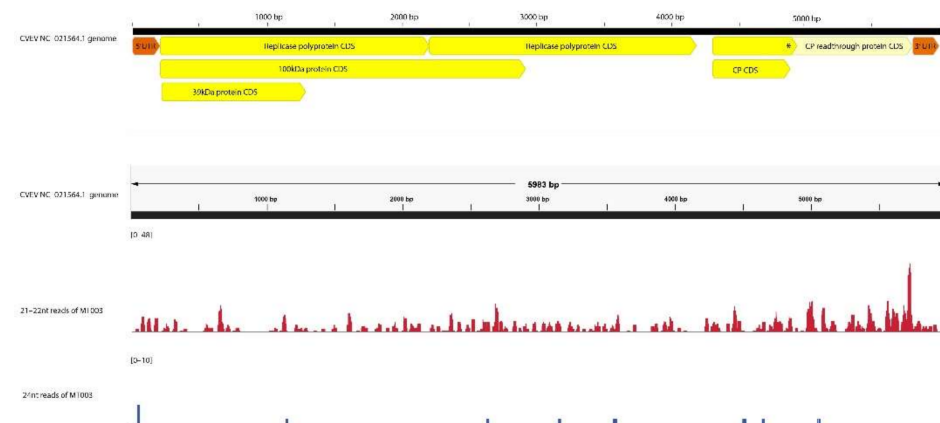 1000 bp 2000 bp 3000 bp 4000 bp 5000 bp
CVEV NC_021564.1 genome
5' UTR Replicase polyprotein CDS Replicase polyprotein CDS * CP readthrough protein CDS 3' UTR
100kDa protein CDS CP CDS
39kDa protein CDS
5983 bp
CVEV NC_021564.1 genome
1000 bp 2000 bp 3000 bp 4000 bp 5000 bp
[0-48]
21-22nt reads of MT003
[0-10]
24nt reads of MT003